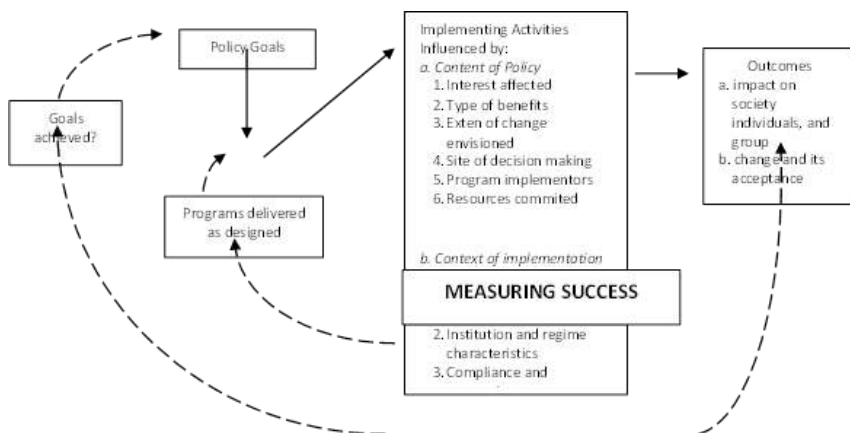 Policy Goals
Goals
achieved?
Programs delivered
as designed
Implementing Activities
Influenced by:
a. Content of Policy
1. Interest affected
2. Type of benefits
3. Exten of change
envisioned
4. Site of decision making
5. Program implementors
6. Resources commited
b. Context of implementation
MEASURING SUCCESS
2. Institution and regime
characteristics
3. Compliance and
Outcomes
a. impact on
society
individuals, and
group
b. change and its
acceptance